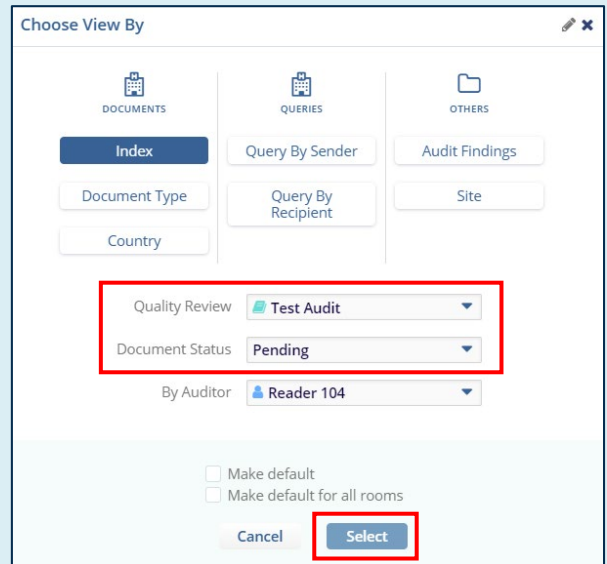 Choose View By
DOCUMENTS
QUERIES
OTHERS
Index
Query By Sender
Audit Findings
Document Type
Query By
Recipient
Site
Country
Quality Review
Test Audit
Document Status
Pending
By Auditor
Reader 104
Make default
Make default for all rooms
Cancel
Select